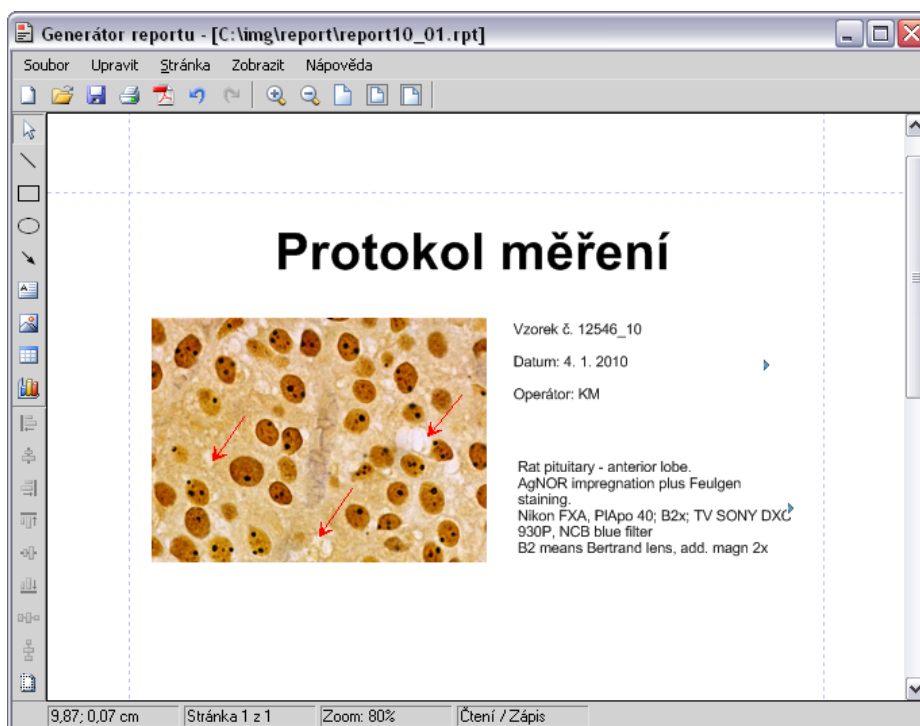 Generátor reportu - [C:\img\report\report10_01.rpt]
Soubor Upravit Stránka Zobrazit Nápověda
Protokol měření
Vzorek č. 12546_10
Datum: 4. 1. 2010
Operátor: KM
Rat pituitary - anterior lobe.
AgNOR impregnation plus Feulgen
staining.
Nikon FXA, PlApo 40; B2x; TV SONY DXC
930P, NCB blue filter
B2 means Bertrand lens, add. magn 2x
9,87; 0,07 cm Stránka 1 z 1 Zoom: 80% Čtení / Zápis